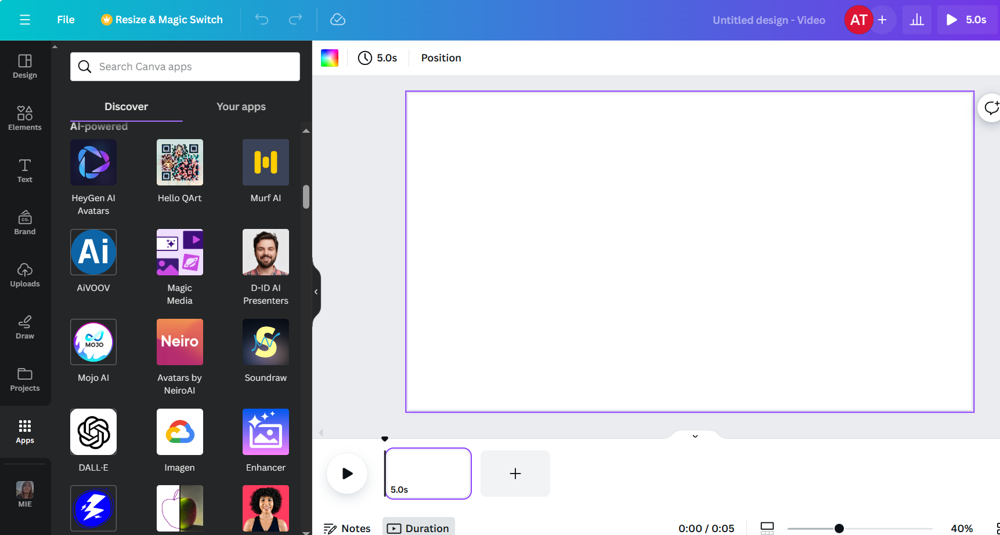 File
Resize & Magic Switch
Untitled design - Video
AT
5.0s
Design
Elements
Text
CO.
Brand
Uploads
Draw
Projects
Apps
MIE
Search Canva apps
Discover
Your apps
AI-powered
HeyGen AI
Avatars
Hello QArt
Murf AI
Ai
AiVOOV
Magic
Media
D-ID AI
Presenters
MOJO
Mojo AI
Neiro
Avatars by
NeiroAI
S
Soundraw
DALL·E
Imagen
Enhancer
5.0s
Position
5.0s
Notes
Duration
0:00 / 0:05
40%